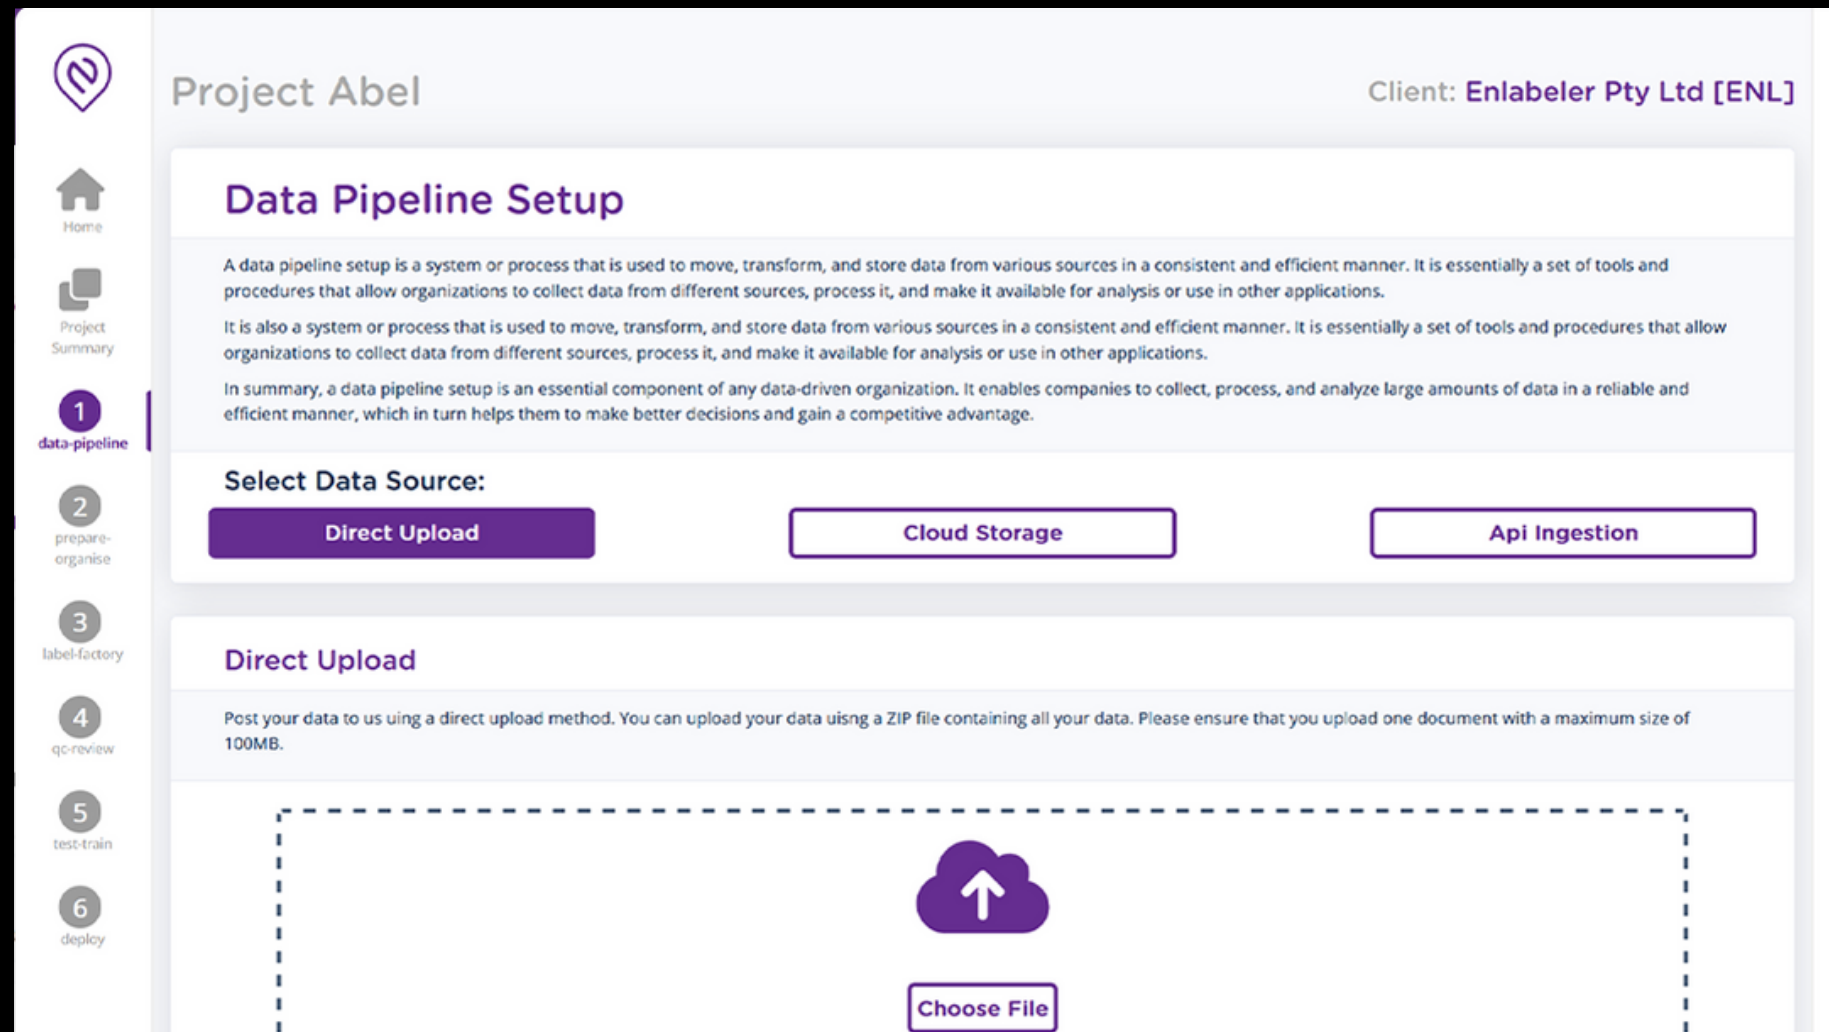 Project Abel
Client: Enlabeler Pty Ltd [ENL]
Home
Project
Summary
1
data-pipeline
2
prepare-
organise
3
label-factory
4
qc-review
5
test-train
6
deploy
Data Pipeline Setup
A data pipeline setup is a system or process that is used to move, transform, and store data from various sources in a consistent and efficient manner. It is essentially a set of tools and
procedures that allow organizations to collect data from different sources, process it, and make it available for analysis or use in other applications.
It is also a system or process that is used to move, transform, and store data from various sources in a consistent and efficient manner. It is essentially a set of tools and procedures that allow
organizations to collect data from different sources, process it, and make it available for analysis or use in other applications.
In summary, a data pipeline setup is an essential component of any data-driven organization. It enables companies to collect, process, and analyze large amounts of data in a reliable and
efficient manner, which in turn helps them to make better decisions and gain a competitive advantage.
Select Data Source:
Direct Upload
Cloud Storage
Api Ingestion
Direct Upload
Post your data to us uing a direct upload method. You can upload your data uisng a ZIP file containing all your data. Please ensure that you upload one document with a maximum size of
100MB.
Choose File